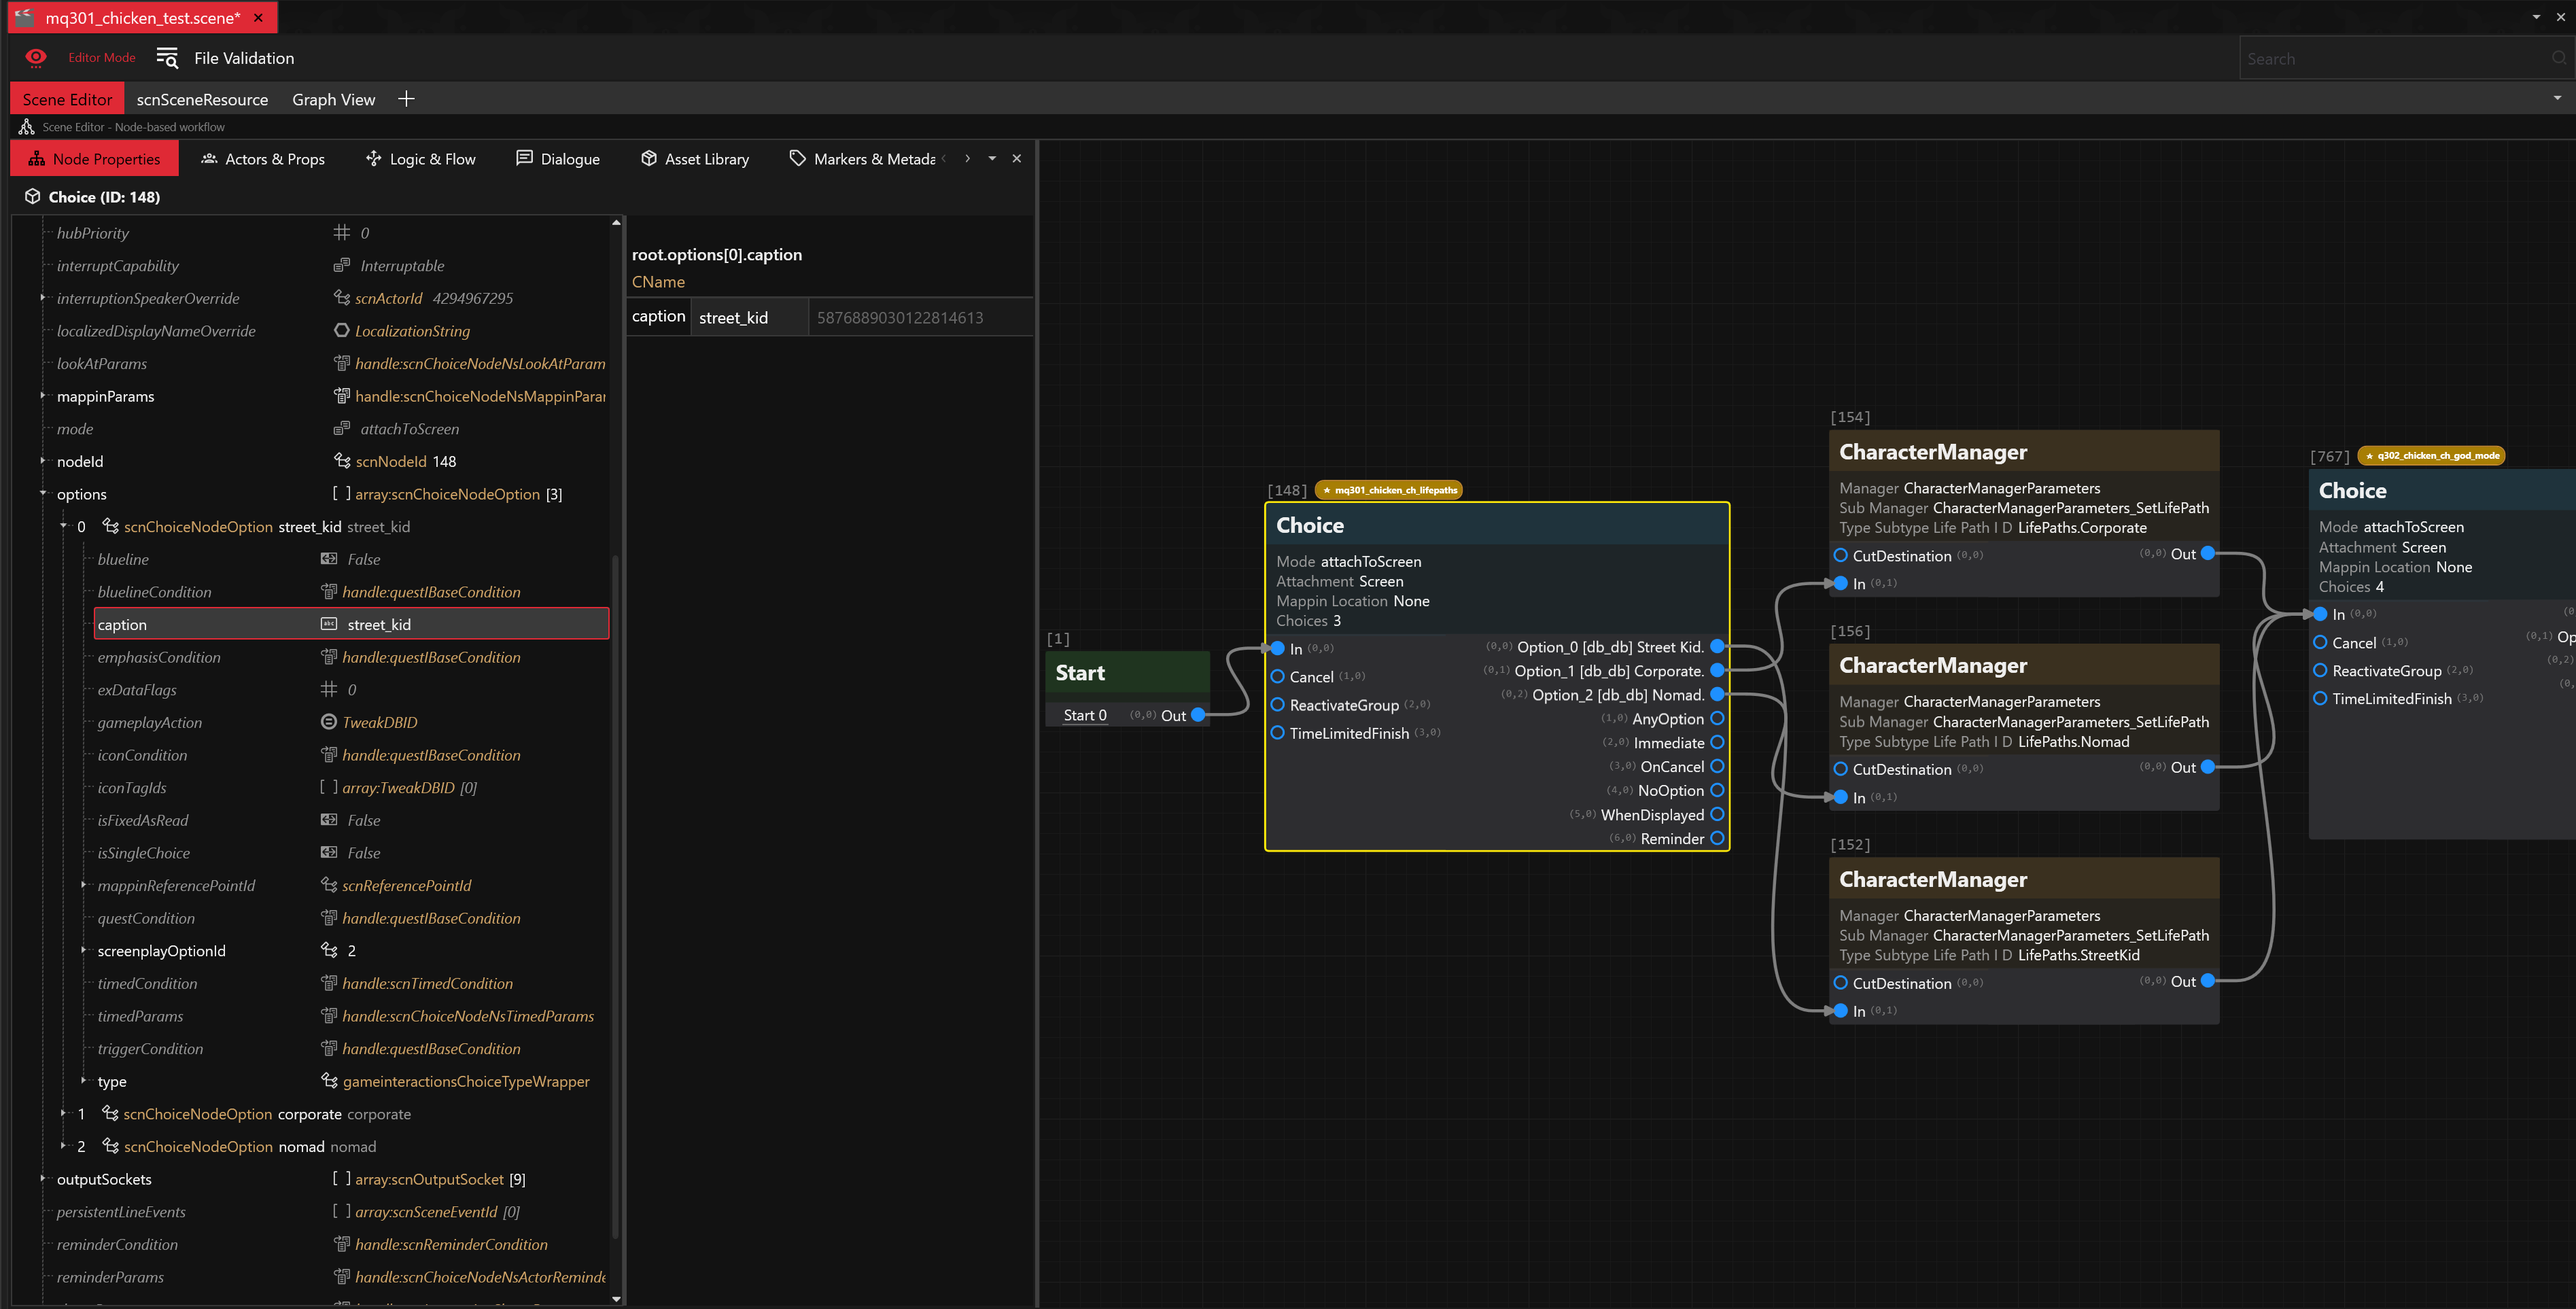 mq301_chicken_test.scene*
Editor Mode
File Validation
Search
Scene Editor
scnSceneResource
Graph View
Scene Editor - Node-based workflow
Node Properties
Actors & Props
Logic & Flow
Dialogue
Asset Library
Markers & Metada
Choice (ID: 148)
hubPriority 0
interruptCapability Interruptable
interruptionSpeakerOverride scnActorId 4294967295
localizedDisplayNameOverride LocalizationString
lookAtParams handle:scnChoiceNodeNsLookAtParam
mappinParams handle:scnChoiceNodeNsMappinParar
mode attachToScreen
nodeId scnNodeId 148
options [ ] array:scnChoiceNodeOption [3]
0 scnChoiceNodeOption street_kid street_kid
blueline False
bluelineCondition handle:questIBaseCondition
caption street_kid
emphasisCondition handle:questIBaseCondition
exDataFlags 0
gameplayAction TweakDBID
iconCondition handle:questIBaseCondition
iconTagIds [ ] array:TweakDBID [0]
isFixedAsRead False
isSingleChoice False
mappinReferencePointId scnReferencePointId
questCondition handle:questIBaseCondition
screenplayOptionId 2
timedCondition handle:scnTimedCondition
timedParams handle:scnChoiceNodeNsTimedParams
triggerCondition handle:questIBaseCondition
type gameinteractionsChoiceTypeWrapper
1 scnChoiceNodeOption corporate corporate
2 scnChoiceNodeOption nomad nomad
outputSockets [ ] array:scnOutputSocket [9]
persistentLineEvents [ ] array:scnSceneEventId [0]
reminderCondition handle:scnReminderCondition
reminderParams handle:scnChoiceNodeNsActorReminde
root.options[0].caption
CName
caption street_kid 5876889030122814613
[1]
Start
Start 0 (0,0) Out
[148] mq301_chicken_ch_lifepaths
Choice
Mode attachToScreen
Attachment Screen
Mappin Location None
Choices 3
In (0,0)
Cancel (1,0)
ReactivateGroup (2,0)
TimeLimitedFinish (3,0)
(0,0) Option_0 [db_db] Street Kid.
(0,1) Option_1 [db_db] Corporate.
(0,2) Option_2 [db_db] Nomad.
(1,0) AnyOption
(2,0) Immediate
(3,0) OnCancel
(4,0) NoOption
(5,0) WhenDisplayed
(6,0) Reminder
[154]
CharacterManager
Manager CharacterManagerParameters
Sub Manager CharacterManagerParameters_SetLifePath
Type Subtype Life Path I D LifePaths.Corporate
CutDestination (0,0) (0,0) Out
In (0,1)
[156]
CharacterManager
Manager CharacterManagerParameters
Sub Manager CharacterManagerParameters_SetLifePath
Type Subtype Life Path I D LifePaths.Nomad
CutDestination (0,0) (0,0) Out
In (0,1)
[152]
CharacterManager
Manager CharacterManagerParameters
Sub Manager CharacterManagerParameters_SetLifePath
Type Subtype Life Path I D LifePaths.StreetKid
CutDestination (0,0) (0,0) Out
In (0,1)
[767] q302_chicken_ch_god_mode
Choice
Mode attachToScreen
Attachment Screen
Mappin Location None
Choices 4
In (0,0)
Cancel (1,0)
ReactivateGroup (2,0)
TimeLimitedFinish (3,0)
(0
(0,1) Op
(0,2)
(0,